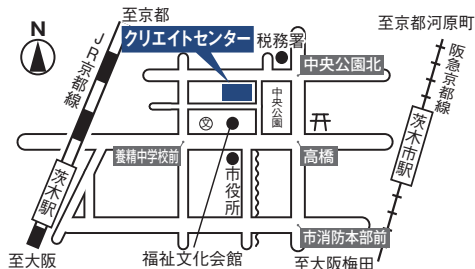 至京都
至京都河原町
N
クリエイトセンター
税務署
JR京都線
阪急京都線
中央公園北
中央公園
文
茨木市駅
養精中学校前
高橋
市役所
茨木駅
市消防本部前
至大阪
福祉文化会館
至大阪梅田